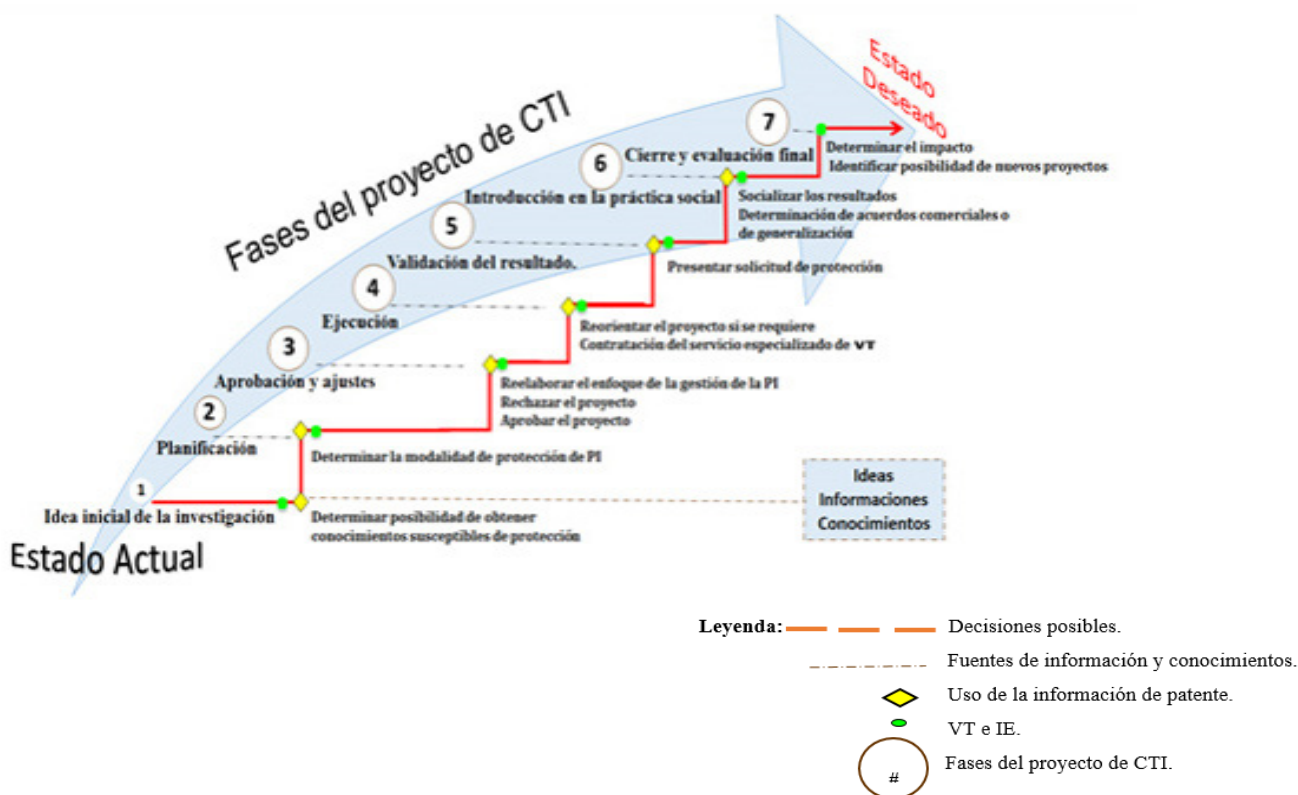 Fases del proyecto de CTI
Estado
Deseado
7
Cierre y evaluación final
Determinar el impacto
Identificar posibilidad de nuevos proyectos
6
Introducción en la práctica social
Socializar los resultados
Determinación de acuerdos comerciales o
de generalización
5
Validación del resultado.
Presentar solicitud de protección
4
Ejecución
Reorientar el proyecto si se requiere
Contratación del servicio especializado de VT
3
Aprobación y ajustes
Reelaborar el enfoque de la gestión de la PI
Rechazar el proyecto
Aprobar el proyecto
2
Planificación
Determinar la modalidad de protección de PI
1
Idea inicial de la investigación
Determinar posibilidad de obtener
conocimientos susceptibles de protección
Ideas
Informaciones
Conocimientos
Estado Actual
Leyenda:
Decisiones posibles.
Fuentes de información y conocimientos.
Uso de la información de patente.
VT e IE.
#
Fases del proyecto de CTI.